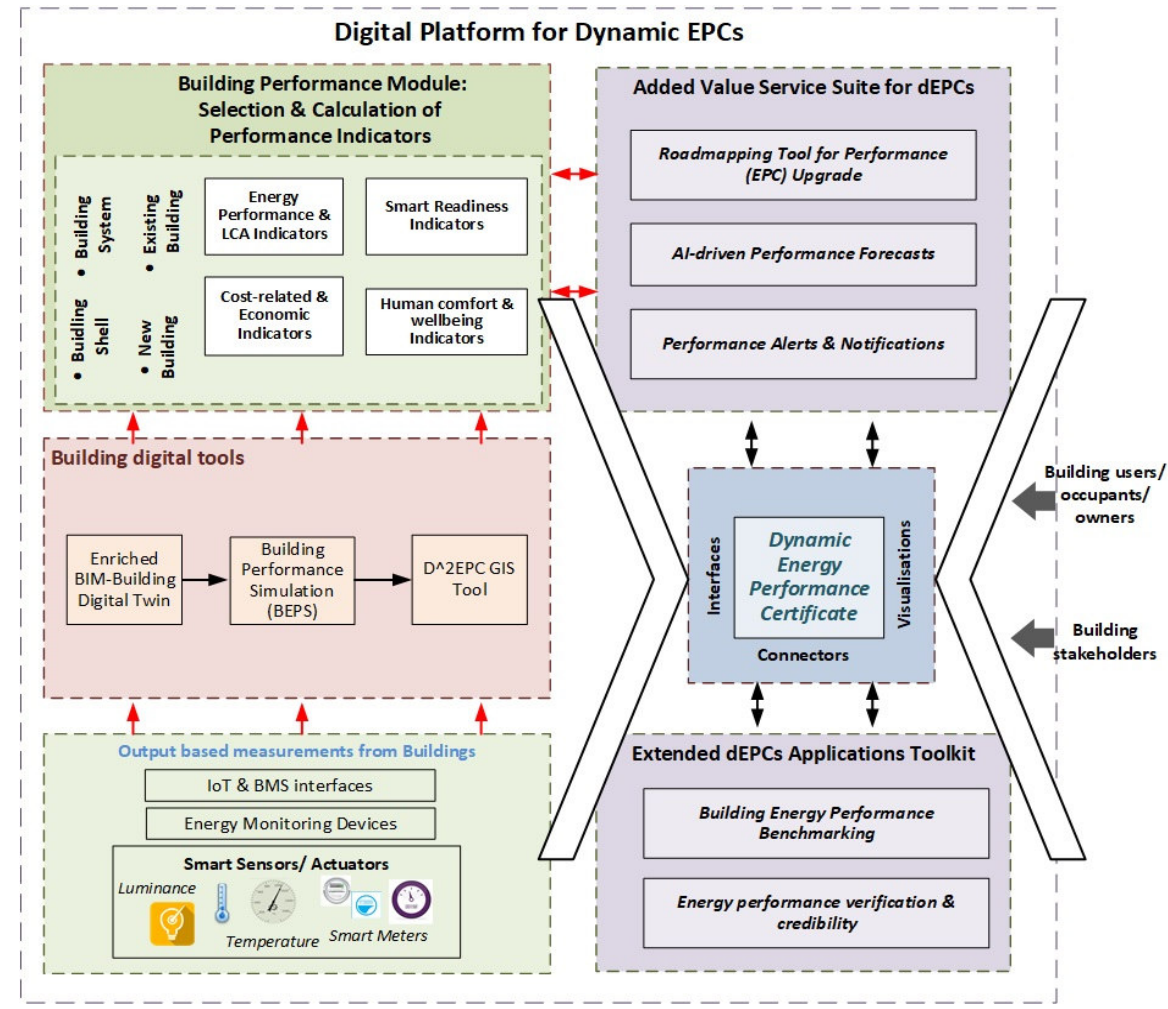 Digital Platform for Dynamic EPCs
Building Performance Module:
Selection & Calculation of
Performance Indicators
• Building
System
• Existing
Building
• Buidling
Shell
• New
Building
Energy
Performance &
LCA Indicators
Smart Readiness
Indicators
Cost-related &
Economic
Indicators
Human comfort &
wellbeing
Indicators
Added Value Service Suite for dEPCs
Roadmapping Tool for Performance
(EPC) Upgrade
AI-driven Performance Forecasts
Performance Alerts & Notifications
Building digital tools
Enriched
BIM-Building
Digital Twin
Building
Performance
Simulation
(BEPS)
D^2EPC GIS
Tool
Interfaces
Dynamic
Energy
Performance
Certificate
Visualisations
Connectors
Building users/
occupants/
owners
Building
stakeholders
Output based measurements from Buildings
IoT & BMS interfaces
Energy Monitoring Devices
Smart Sensors/ Actuators
Luminance
Temperature
Smart Meters
Extended dEPCs Applications Toolkit
Building Energy Performance
Benchmarking
Energy performance verification &
credibility